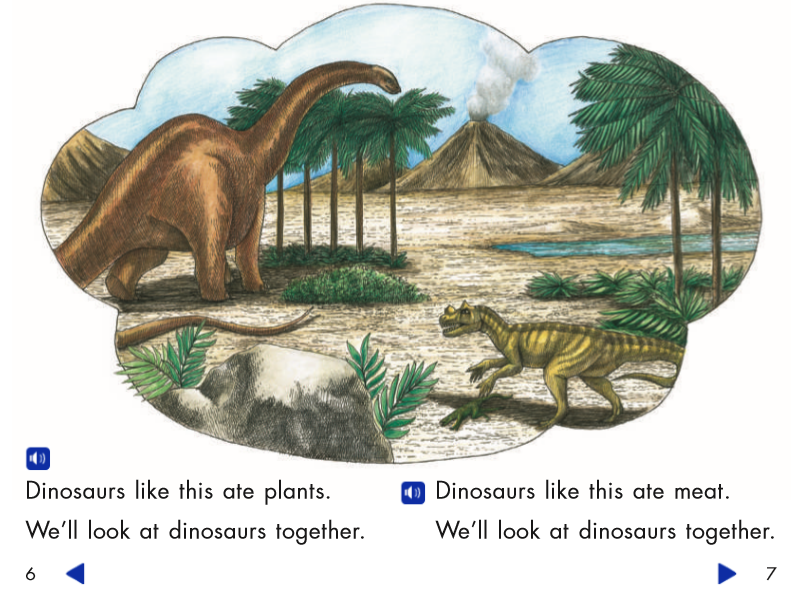 Dinosaurs like this ate plants.
We'll look at dinosaurs together.
Dinosaurs like this ate meat.
We'll look at dinosaurs together.
6
7